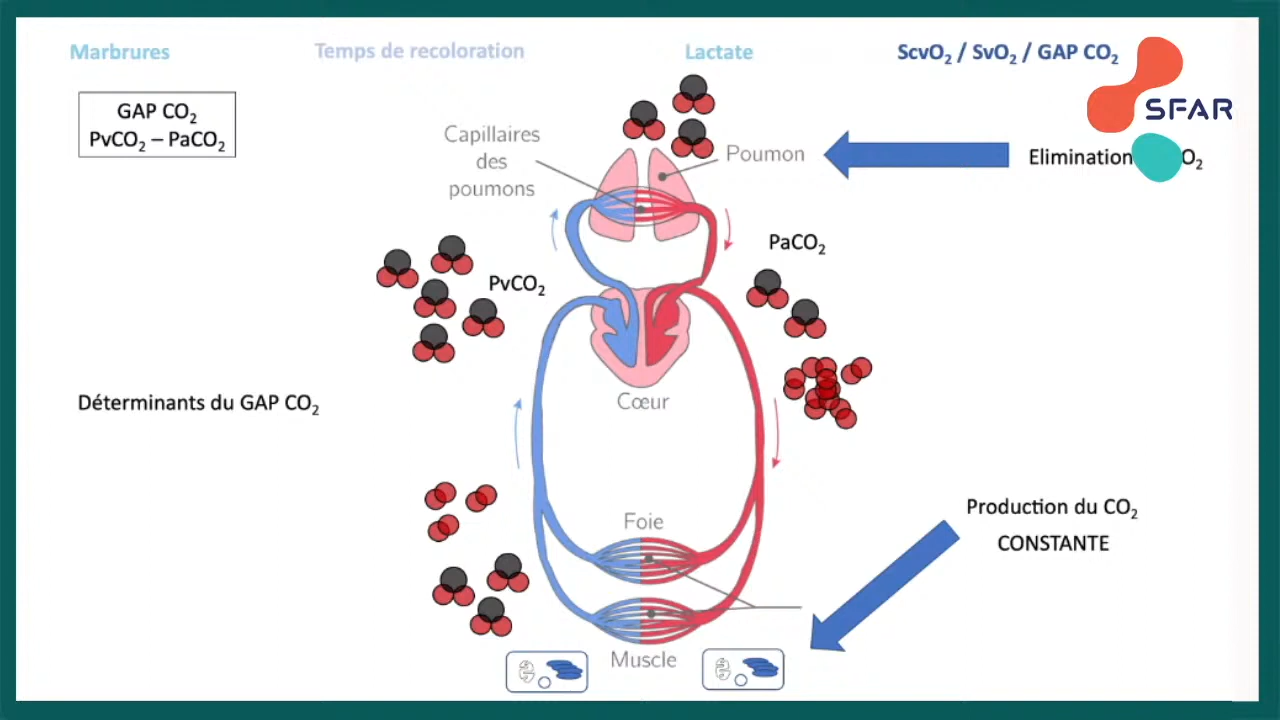 Marbrures
Temps de recoloration
Lactate
ScvO₂ / SvO₂ / GAP CO₂
SFAR
GAP CO₂
PvCO₂ – PaCO₂
Capillaires
des
poumons
Poumon
Elimination O₂
PaCO₂
PvCO₂
Cœur
Déterminants du GAP CO₂
Foie
Production du CO₂
CONSTANTE
Muscle